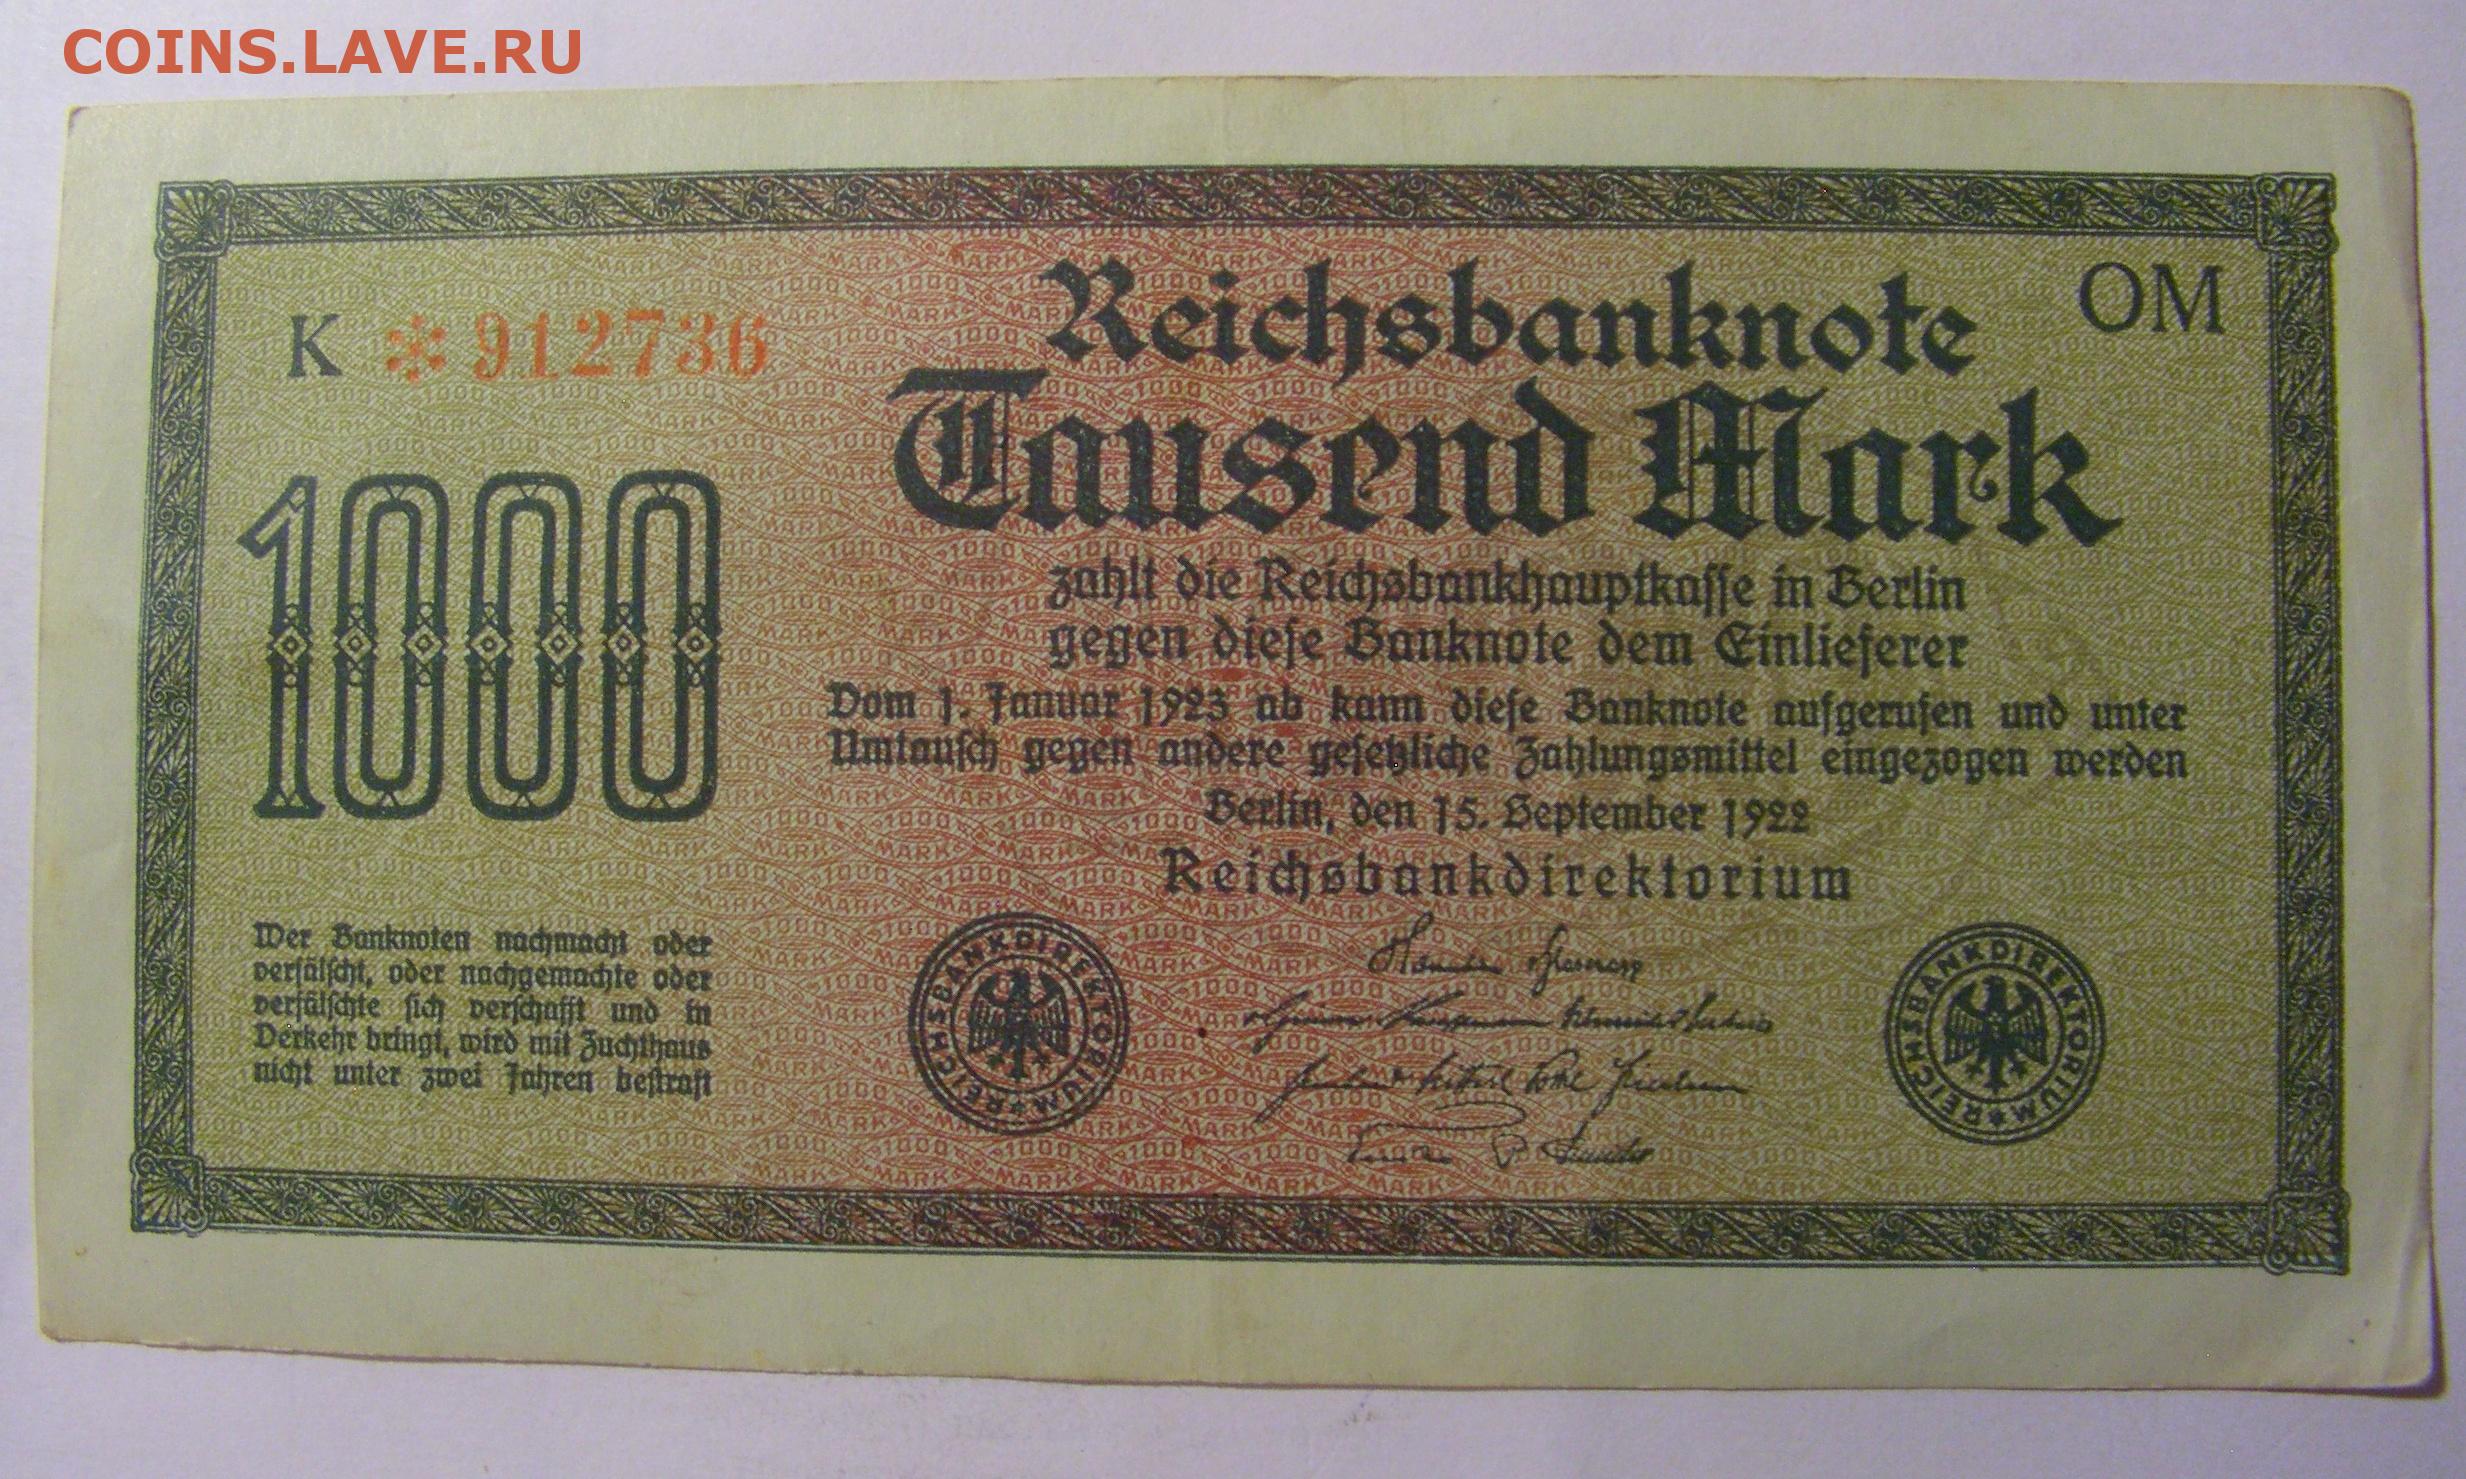 COINS.LAVE.RU
K *912736
OM
Reichsbanknote
Tausend Mark
1000
zahlt die Reichsbankhauptkasse in Berlin
gegen diese Banknote dem Einlieferer
Vom 1. Januar 1923 ab kann diese Banknote aufgerufen und unter
Umtausch gegen andere gesetzliche Zahlungsmittel eingezogen werden
Berlin, den 15. September 1922
Reichsbankdirektorium
Wer Banknoten nachmacht oder
verfälscht, oder nachgemachte oder
verfälschte sich verschafft und in
Verkehr bringt, wird mit Zuchthaus
nicht unter zwei Jahren bestraft
REICHSBANKDIREKTORIUM
REICHSBANKDIREKTORIUM